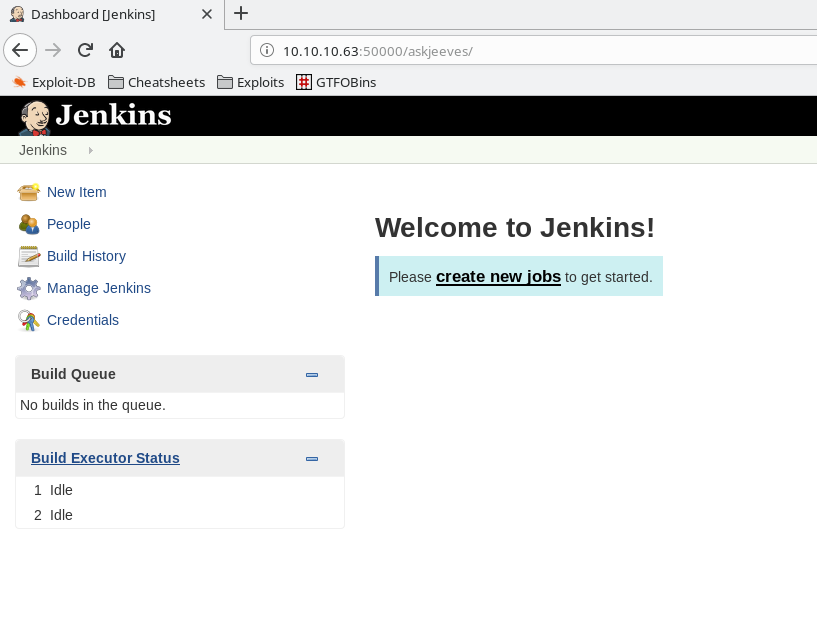 Dashboard [Jenkins]
10.10.10.63:50000/askjeeves/
Exploit-DB Cheatsheets Exploits GTFOBins
Jenkins
Jenkins
New Item
People
Build History
Manage Jenkins
Credentials
Welcome to Jenkins!
Please create new jobs to get started.
Build Queue
No builds in the queue.
Build Executor Status
1 Idle
2 Idle